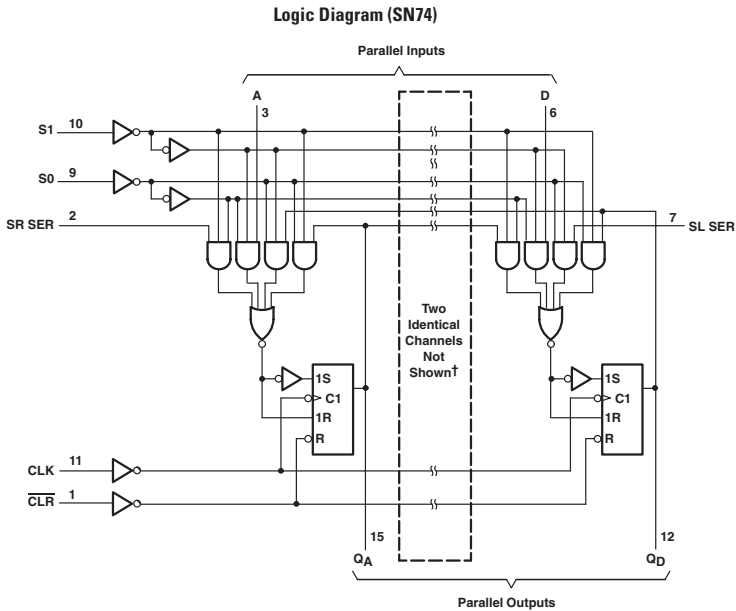 Logic Diagram (SN74)
Parallel Inputs
A
3
D
6
S1 10
S0 9
SR SER 2
7 SL SER
Two
Identical
Channels
Not
Shown†
1S
C1
1R
R
1S
C1
1R
R
CLK 11
CLR 1
15
QA
12
QD
Parallel Outputs